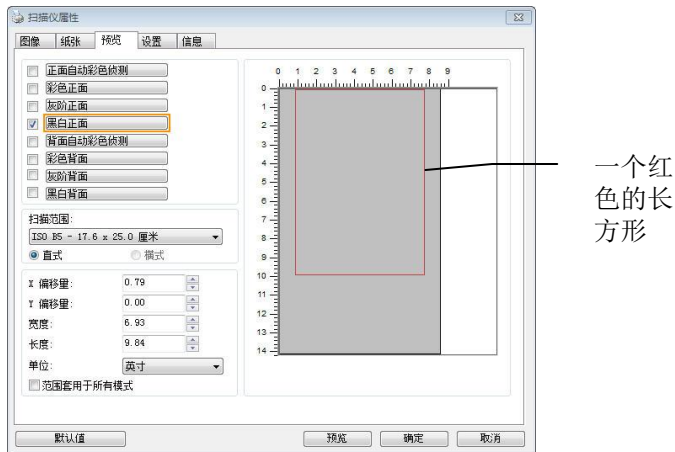 扫描仪属性
图像 纸张 预览 设置 信息
正面自动彩色侦测
彩色正面
灰阶正面
黑白正面
背面自动彩色侦测
彩色背面
灰阶背面
黑白背面
扫描范围:
ISO B5 - 17.6 x 25.0 厘米
直式 横式
X 偏移量: 0.79
Y 偏移量: 0.00
宽度: 6.93
长度: 9.84
单位: 英寸
范围套用于所有模式
0 1 2 3 4 5 6 7 8 9
0
1
2
3
4
5
6
7
8
9
10
11
12
13
14
一个红
色的长
方形
默认值 预览 确定 取消